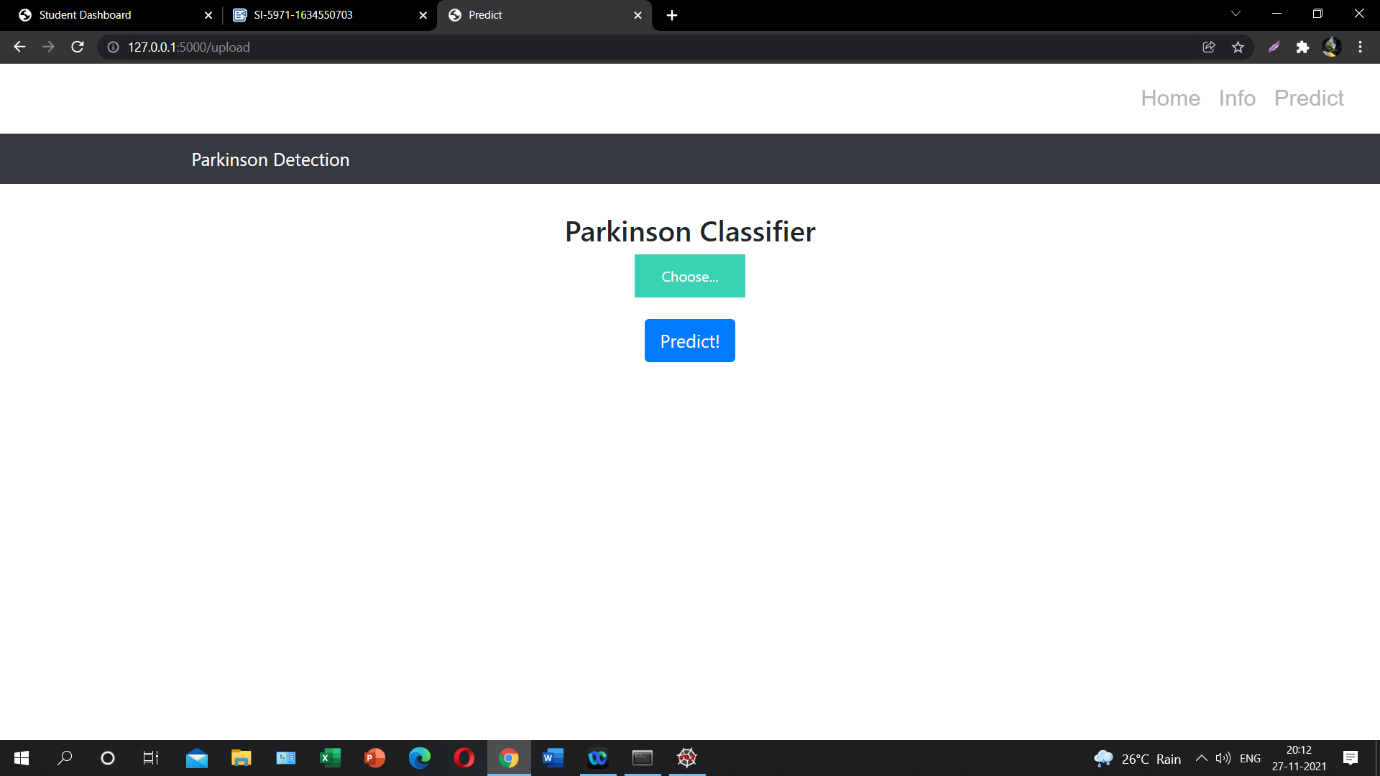 Student Dashboard
SI-5971-1634550703
Predict
127.0.0.1:5000/upload
Home Info Predict
Parkinson Detection
Parkinson Classifier
Choose...
Predict!
26°C Rain
ENG
20:12
27-11-2021